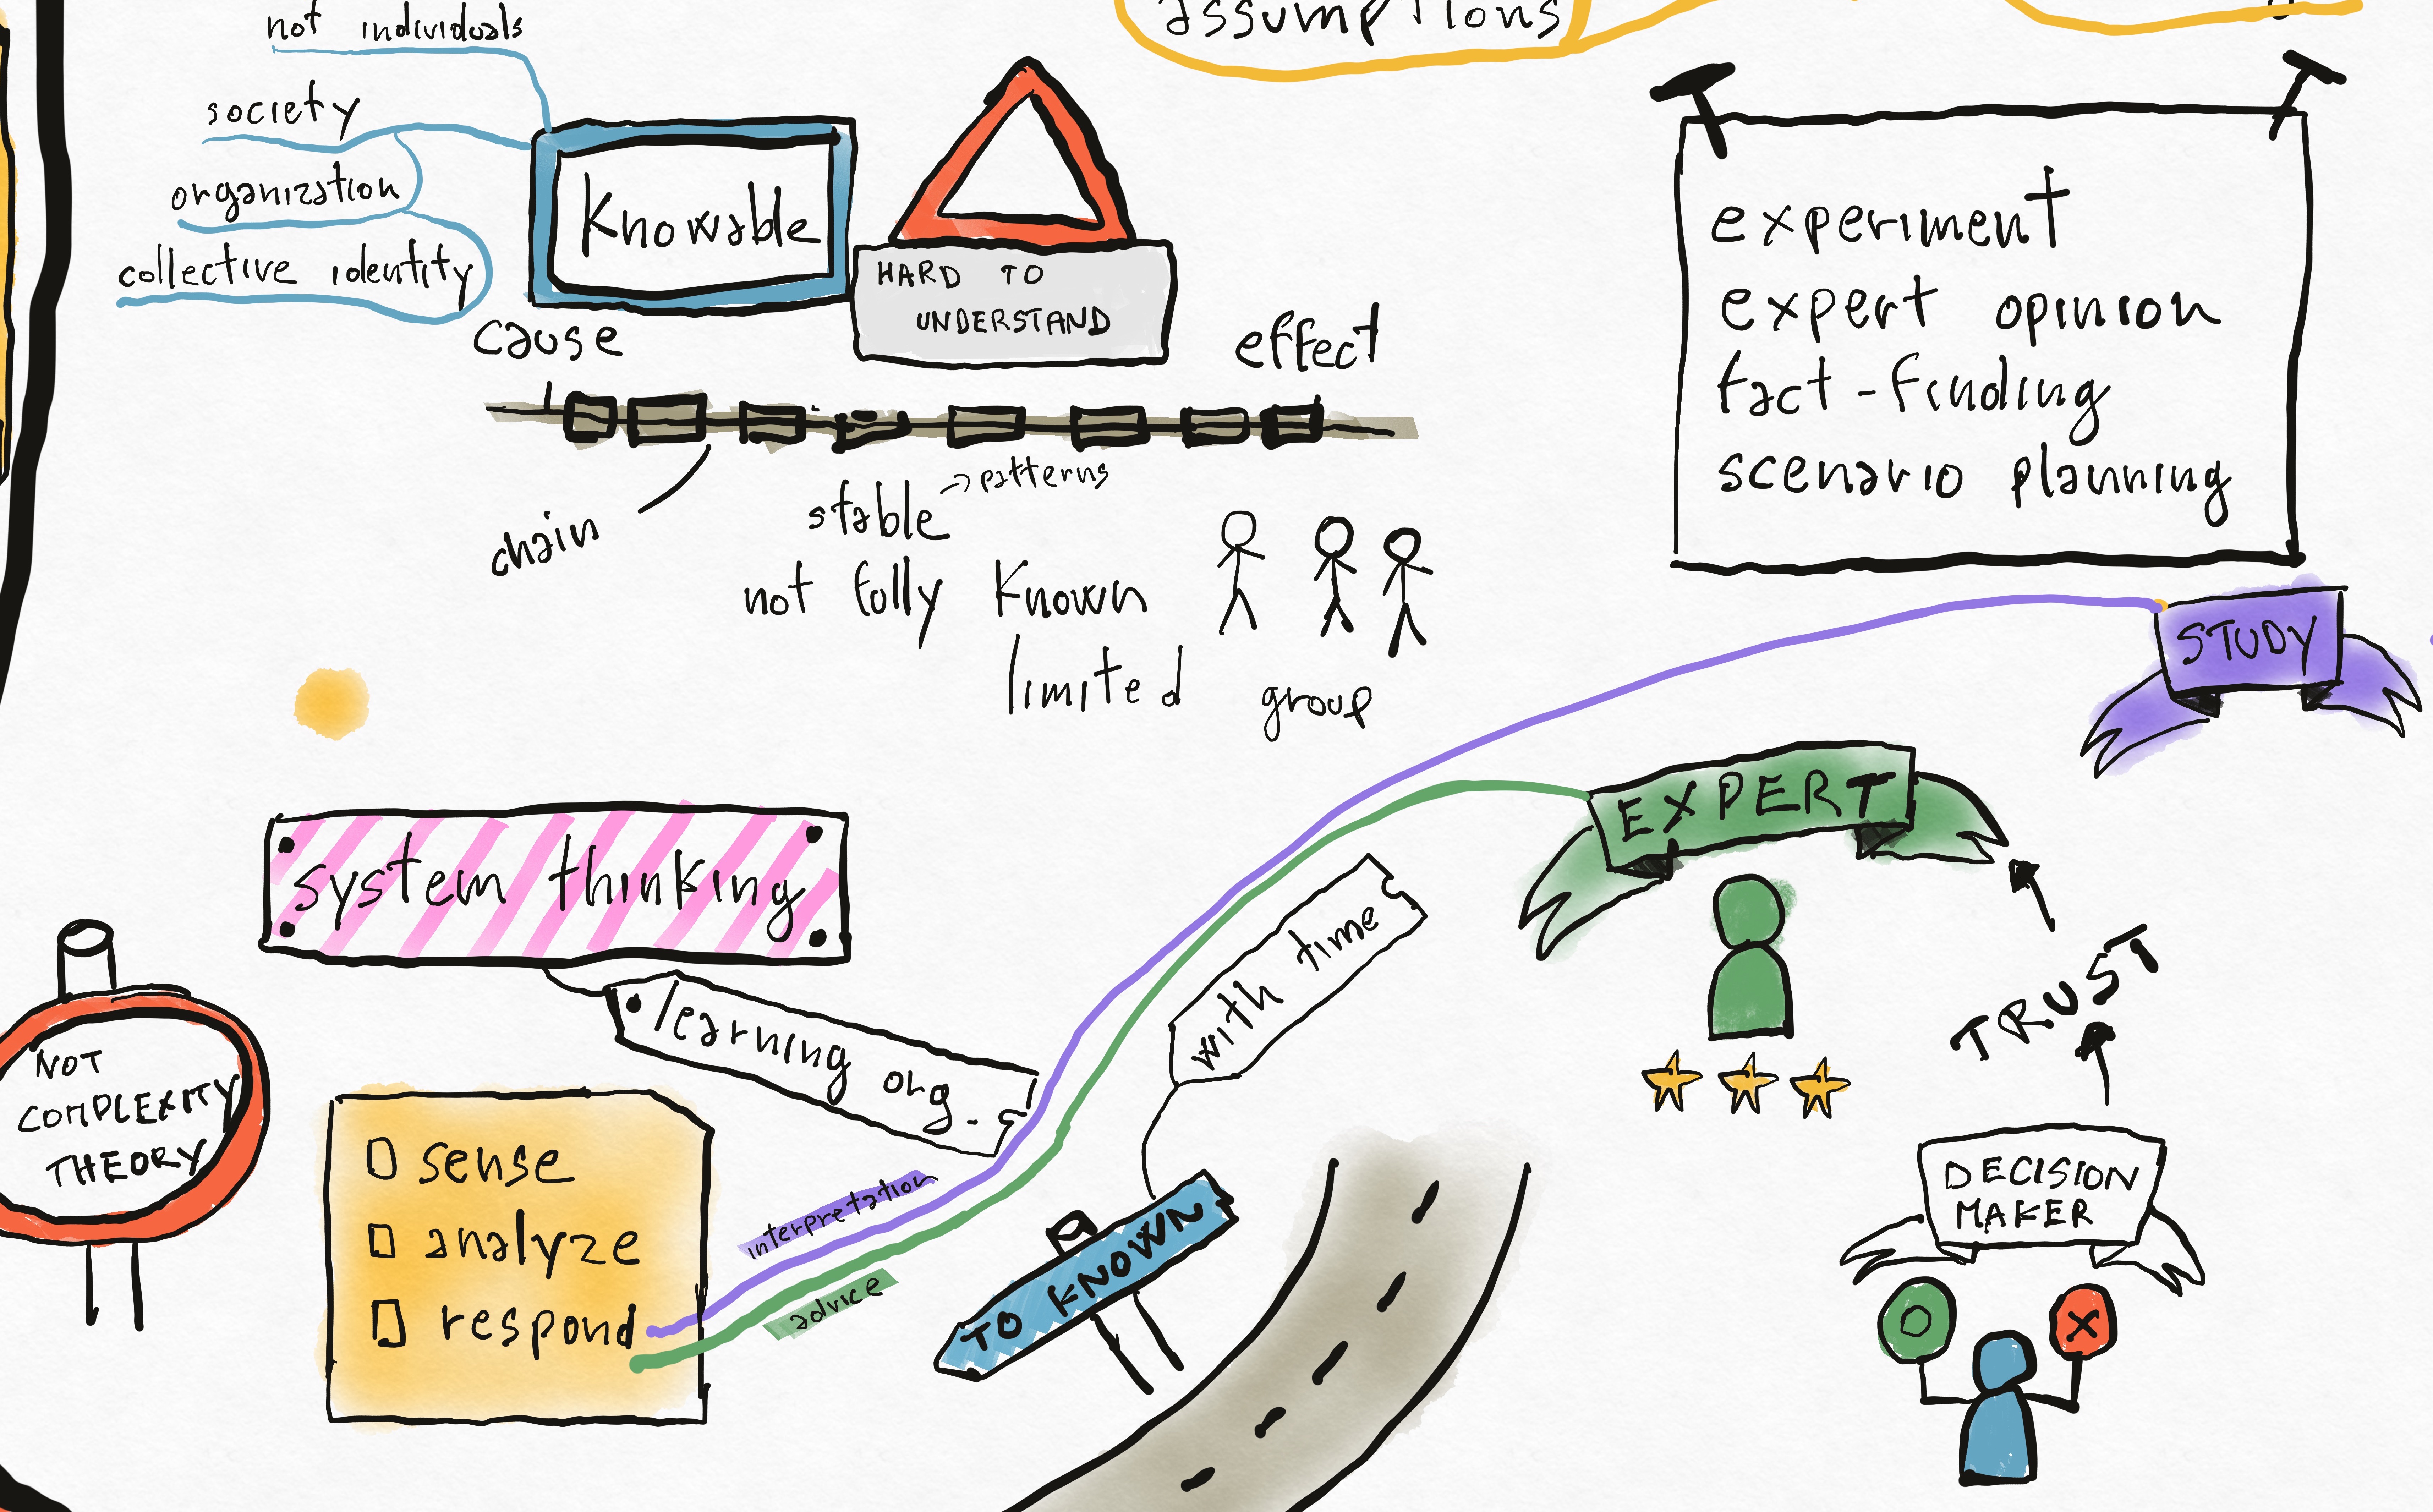 not individuals
assumptions
society
organization
collective identity
Knowable
HARD TO
UNDERSTAND
cause
effect
chain
stable
patterns
not fully known
limited group
experiment
expert opinion
fact-finding
scenario planning
STUDY
EXPERT
TRUST
DECISION
MAKER
system thinking
learning org.
with time
NOT
COMPLEXITY
THEORY
sense
analyze
respond
interpretation
advice
TO KNOWN